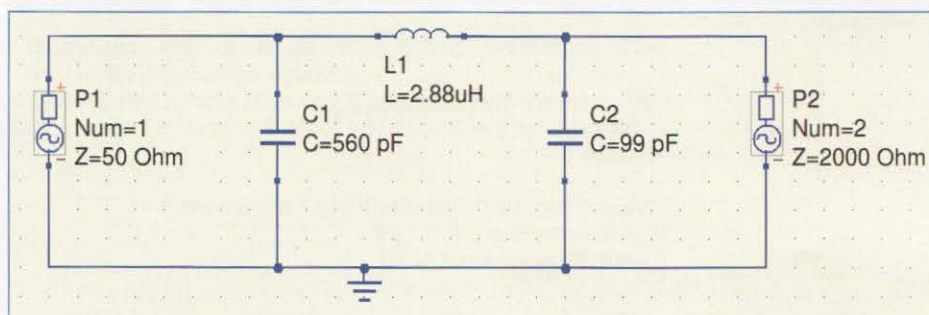 P1
Num=1
Z=50 Ohm
C1
C=560 pF
L1
L=2.88uH
C2
C=99 pF
P2
Num=2
Z=2000 Ohm